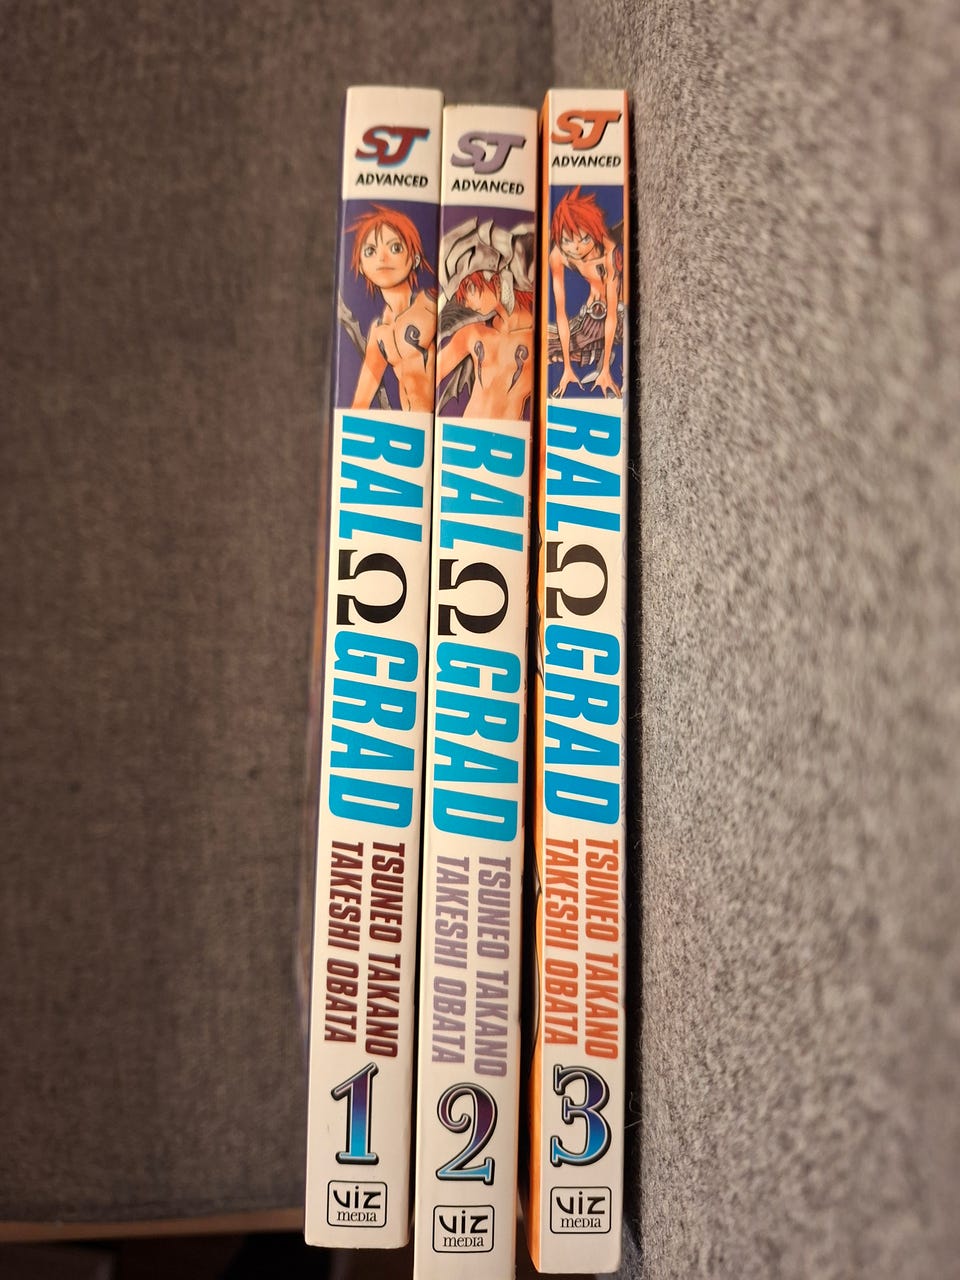 SJ
ADVANCED
RAL Ω GRAD
TSUNEO TAKANO
TAKESHI OBATA
1
VIZ
MEDIA
SJ
ADVANCED
RAL Ω GRAD
TSUNEO TAKANO
TAKESHI OBATA
2
VIZ
MEDIA
SJ
ADVANCED
RAL Ω GRAD
TSUNEO TAKANO
TAKESHI OBATA
3
VIZ
MEDIA